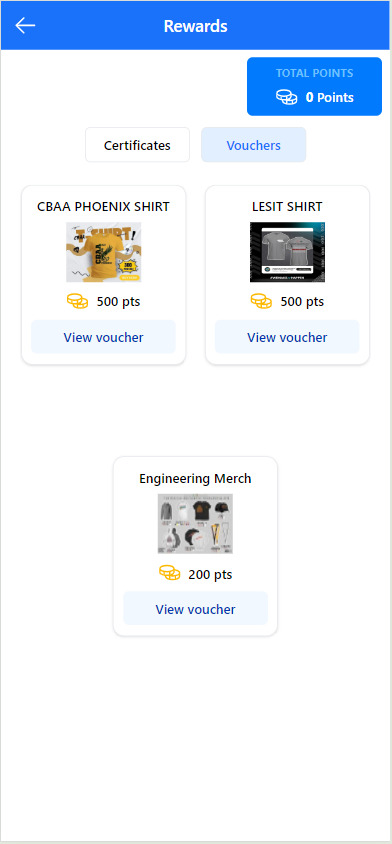 Rewards
TOTAL POINTS
0 Points
Certificates
Vouchers
CBAA PHOENIX SHIRT
500 pts
View voucher
LESIT SHIRT
500 pts
View voucher
Engineering Merch
200 pts
View voucher